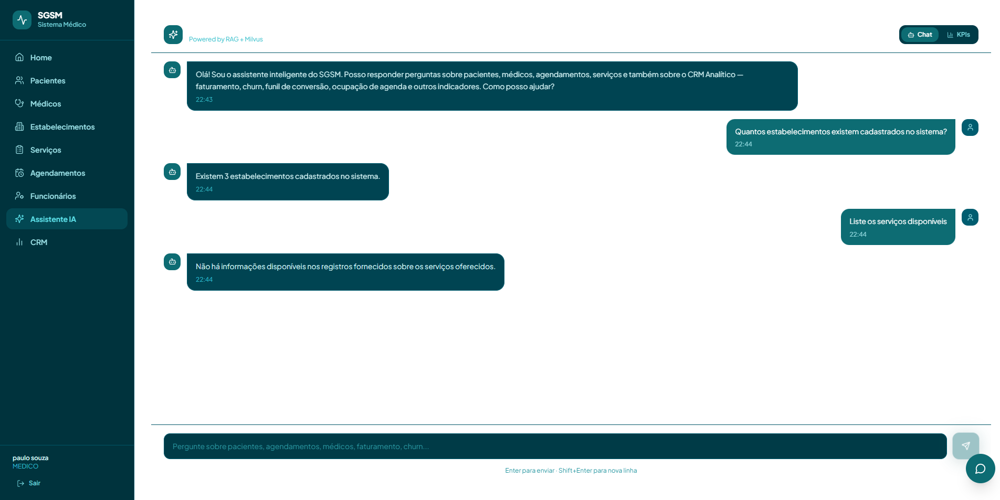 SGSM
Sistema Médico
Home
Pacientes
Médicos
Estabelecimentos
Serviços
Agendamentos
Funcionários
Assistente IA
CRM
paulo souza
MEDICO
Sair
Powered by RAG + Milvus
Chat
KPIs
Olá! Sou o assistente inteligente do SGSM. Posso responder perguntas sobre pacientes, médicos, agendamentos, serviços e também sobre o CRM Analítico —
faturamento, churn, funil de conversão, ocupação de agenda e outros indicadores. Como posso ajudar?
22:43
Quantos estabelecimentos existem cadastrados no sistema?
22:44
Existem 3 estabelecimentos cadastrados no sistema.
22:44
Liste os serviços disponíveis
22:44
Não há informações disponíveis nos registros fornecidos sobre os serviços oferecidos.
22:44
Pergunte sobre pacientes, agendamentos, médicos, faturamento, churn...
Enter para enviar · Shift+Enter para nova linha